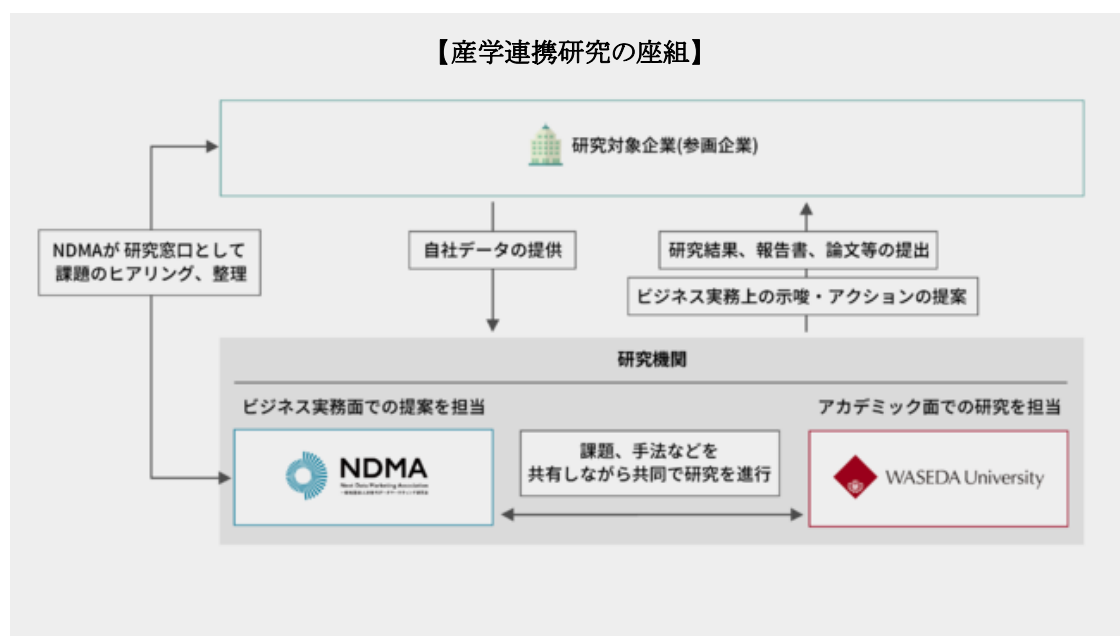 【産学連携研究の座組】
研究対象企業(参画企業)
NDMAが 研究窓口として
課題のヒアリング、整理
自社データの提供
研究結果、報告書、論文等の提出
ビジネス実務上の示唆・アクションの提案
研究機関
ビジネス実務面での提案を担当
アカデミック面での研究を担当
NDMA
Next Data Marketing Association
課題、手法などを
共有しながら共同で研究を進行
WASEDA University